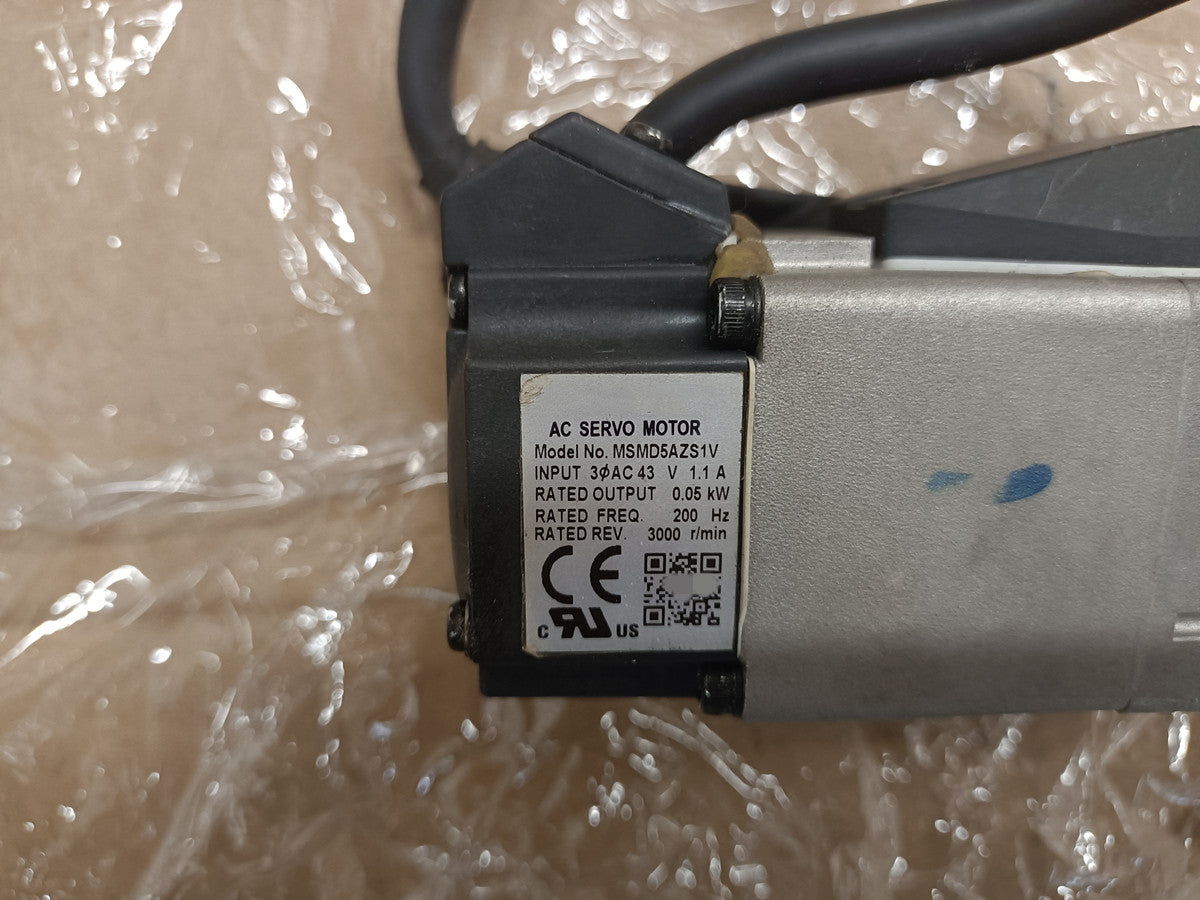 AC SERVO MOTOR
Model No. MSMD5AZS1V
INPUT 3ϕAC 43 V 1.1 A
RATED OUTPUT 0.05 kW
RATED FREQ. 200 Hz
RATED REV. 3000 r/min
CE
C RU US